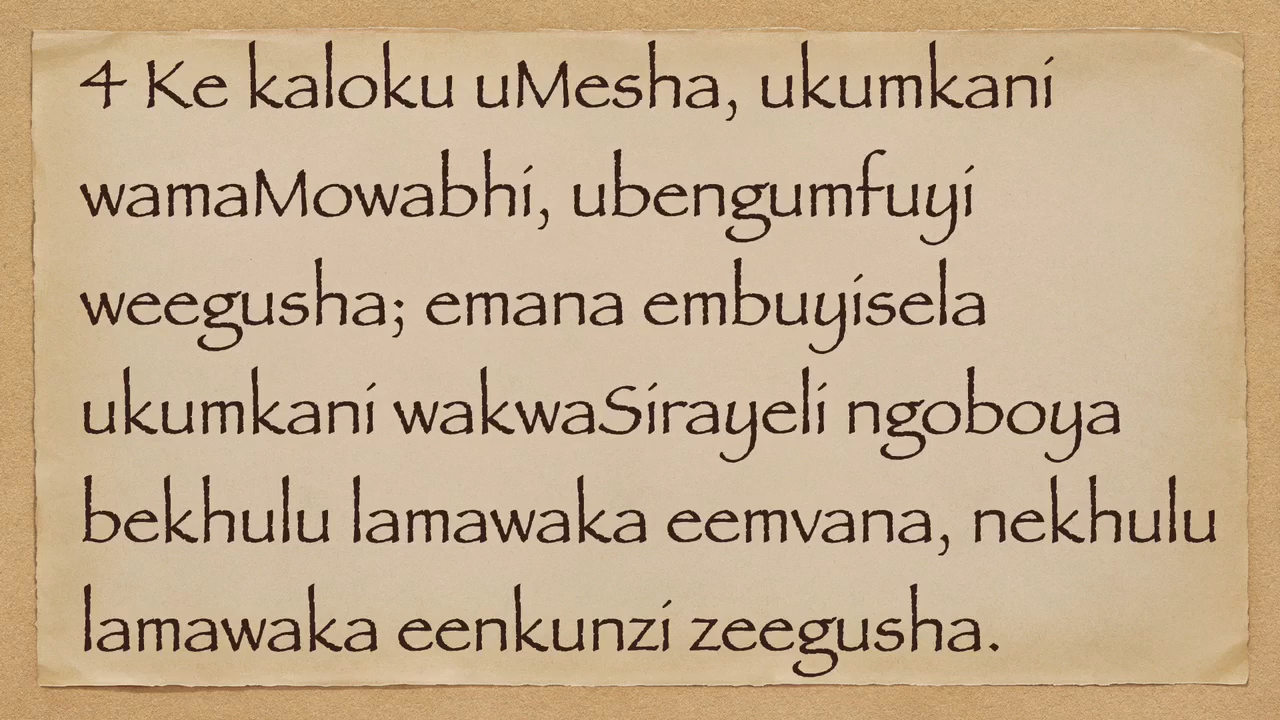 4 Ke kaloku uMesha, ukumkani
wamaMowabhi, ubengumfuyi
weegusha; emana embuyisela
ukumkani wakwaSirayeli ngoboya
bekhulu lamawaka eemvana, nekhulu
lamawaka eenkunzi zeegusha.